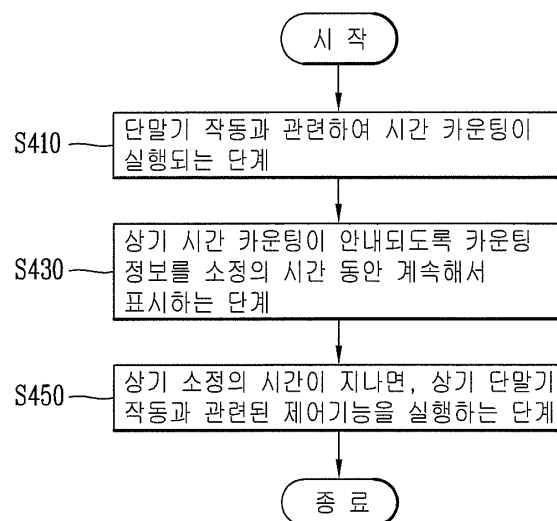 시 작
S410
단말기 작동과 관련하여 시간 카운팅이
실행되는 단계
S430
상기 시간 카운팅이 안내되도록 카운팅
정보를 소정의 시간 동안 계속해서
표시하는 단계
S450
상기 소정의 시간이 지나면, 상기 단말기
작동과 관련된 제어기능을 실행하는 단계
종 료